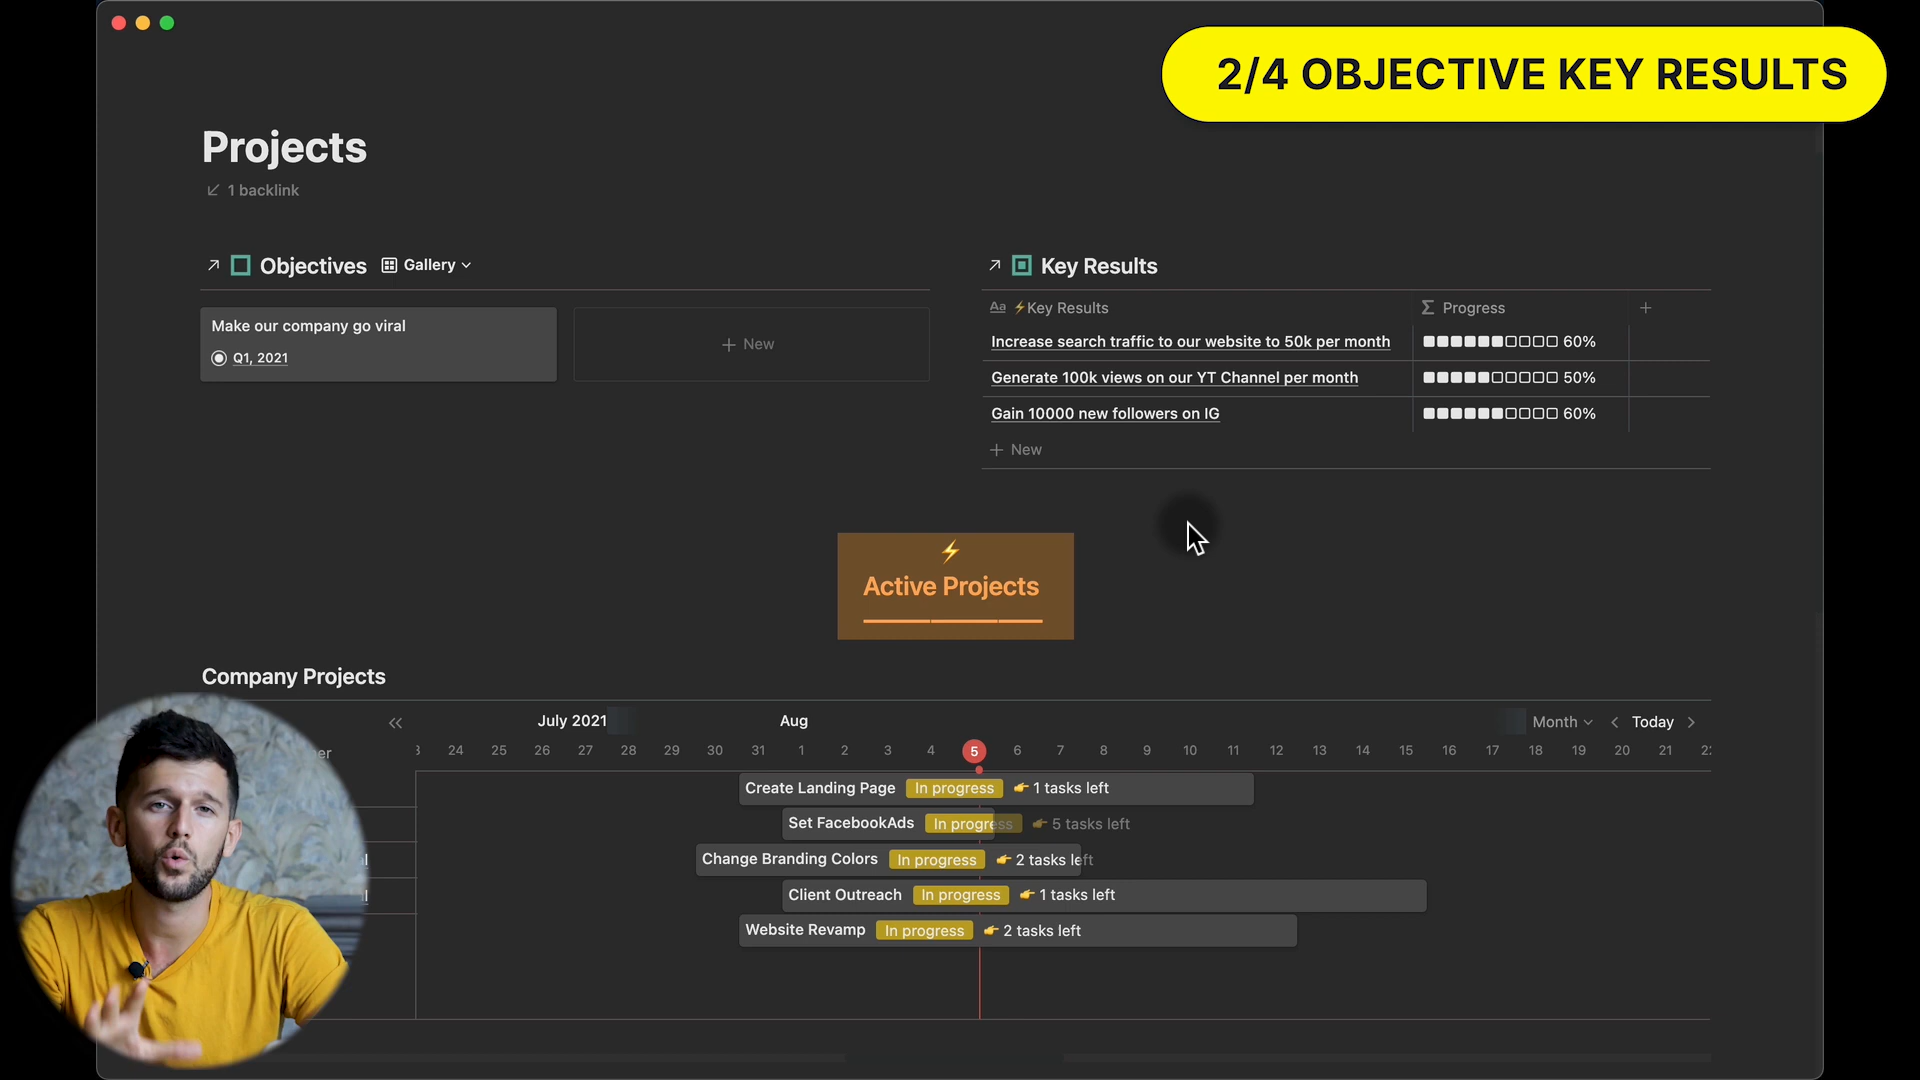 2/4 OBJECTIVE KEY RESULTS
Projects
1 backlink
Objectives Gallery
Make our company go viral
Q1, 2021
+ New
Key Results
Aa ⚡Key Results Σ Progress +
Increase search traffic to our website to 50k per month ■■■■■■□□□□ 60%
Generate 100k views on our YT Channel per month ■■■■■□□□□□ 50%
Gain 10000 new followers on IG ■■■■■■□□□□ 60%
+ New
⚡
Active Projects
Company Projects
July 2021 Aug Month Today
24 25 26 27 28 29 30 31 1 2 3 4 5 6 7 8 9 10 11 12 13 14 15 16 17 18 19 20 21
Create Landing Page In progress 👉 1 tasks left
Set FacebookAds In progress 👉 5 tasks left
Change Branding Colors In progress 👉 2 tasks left
Client Outreach In progress 👉 1 tasks left
Website Revamp In progress 👉 2 tasks left